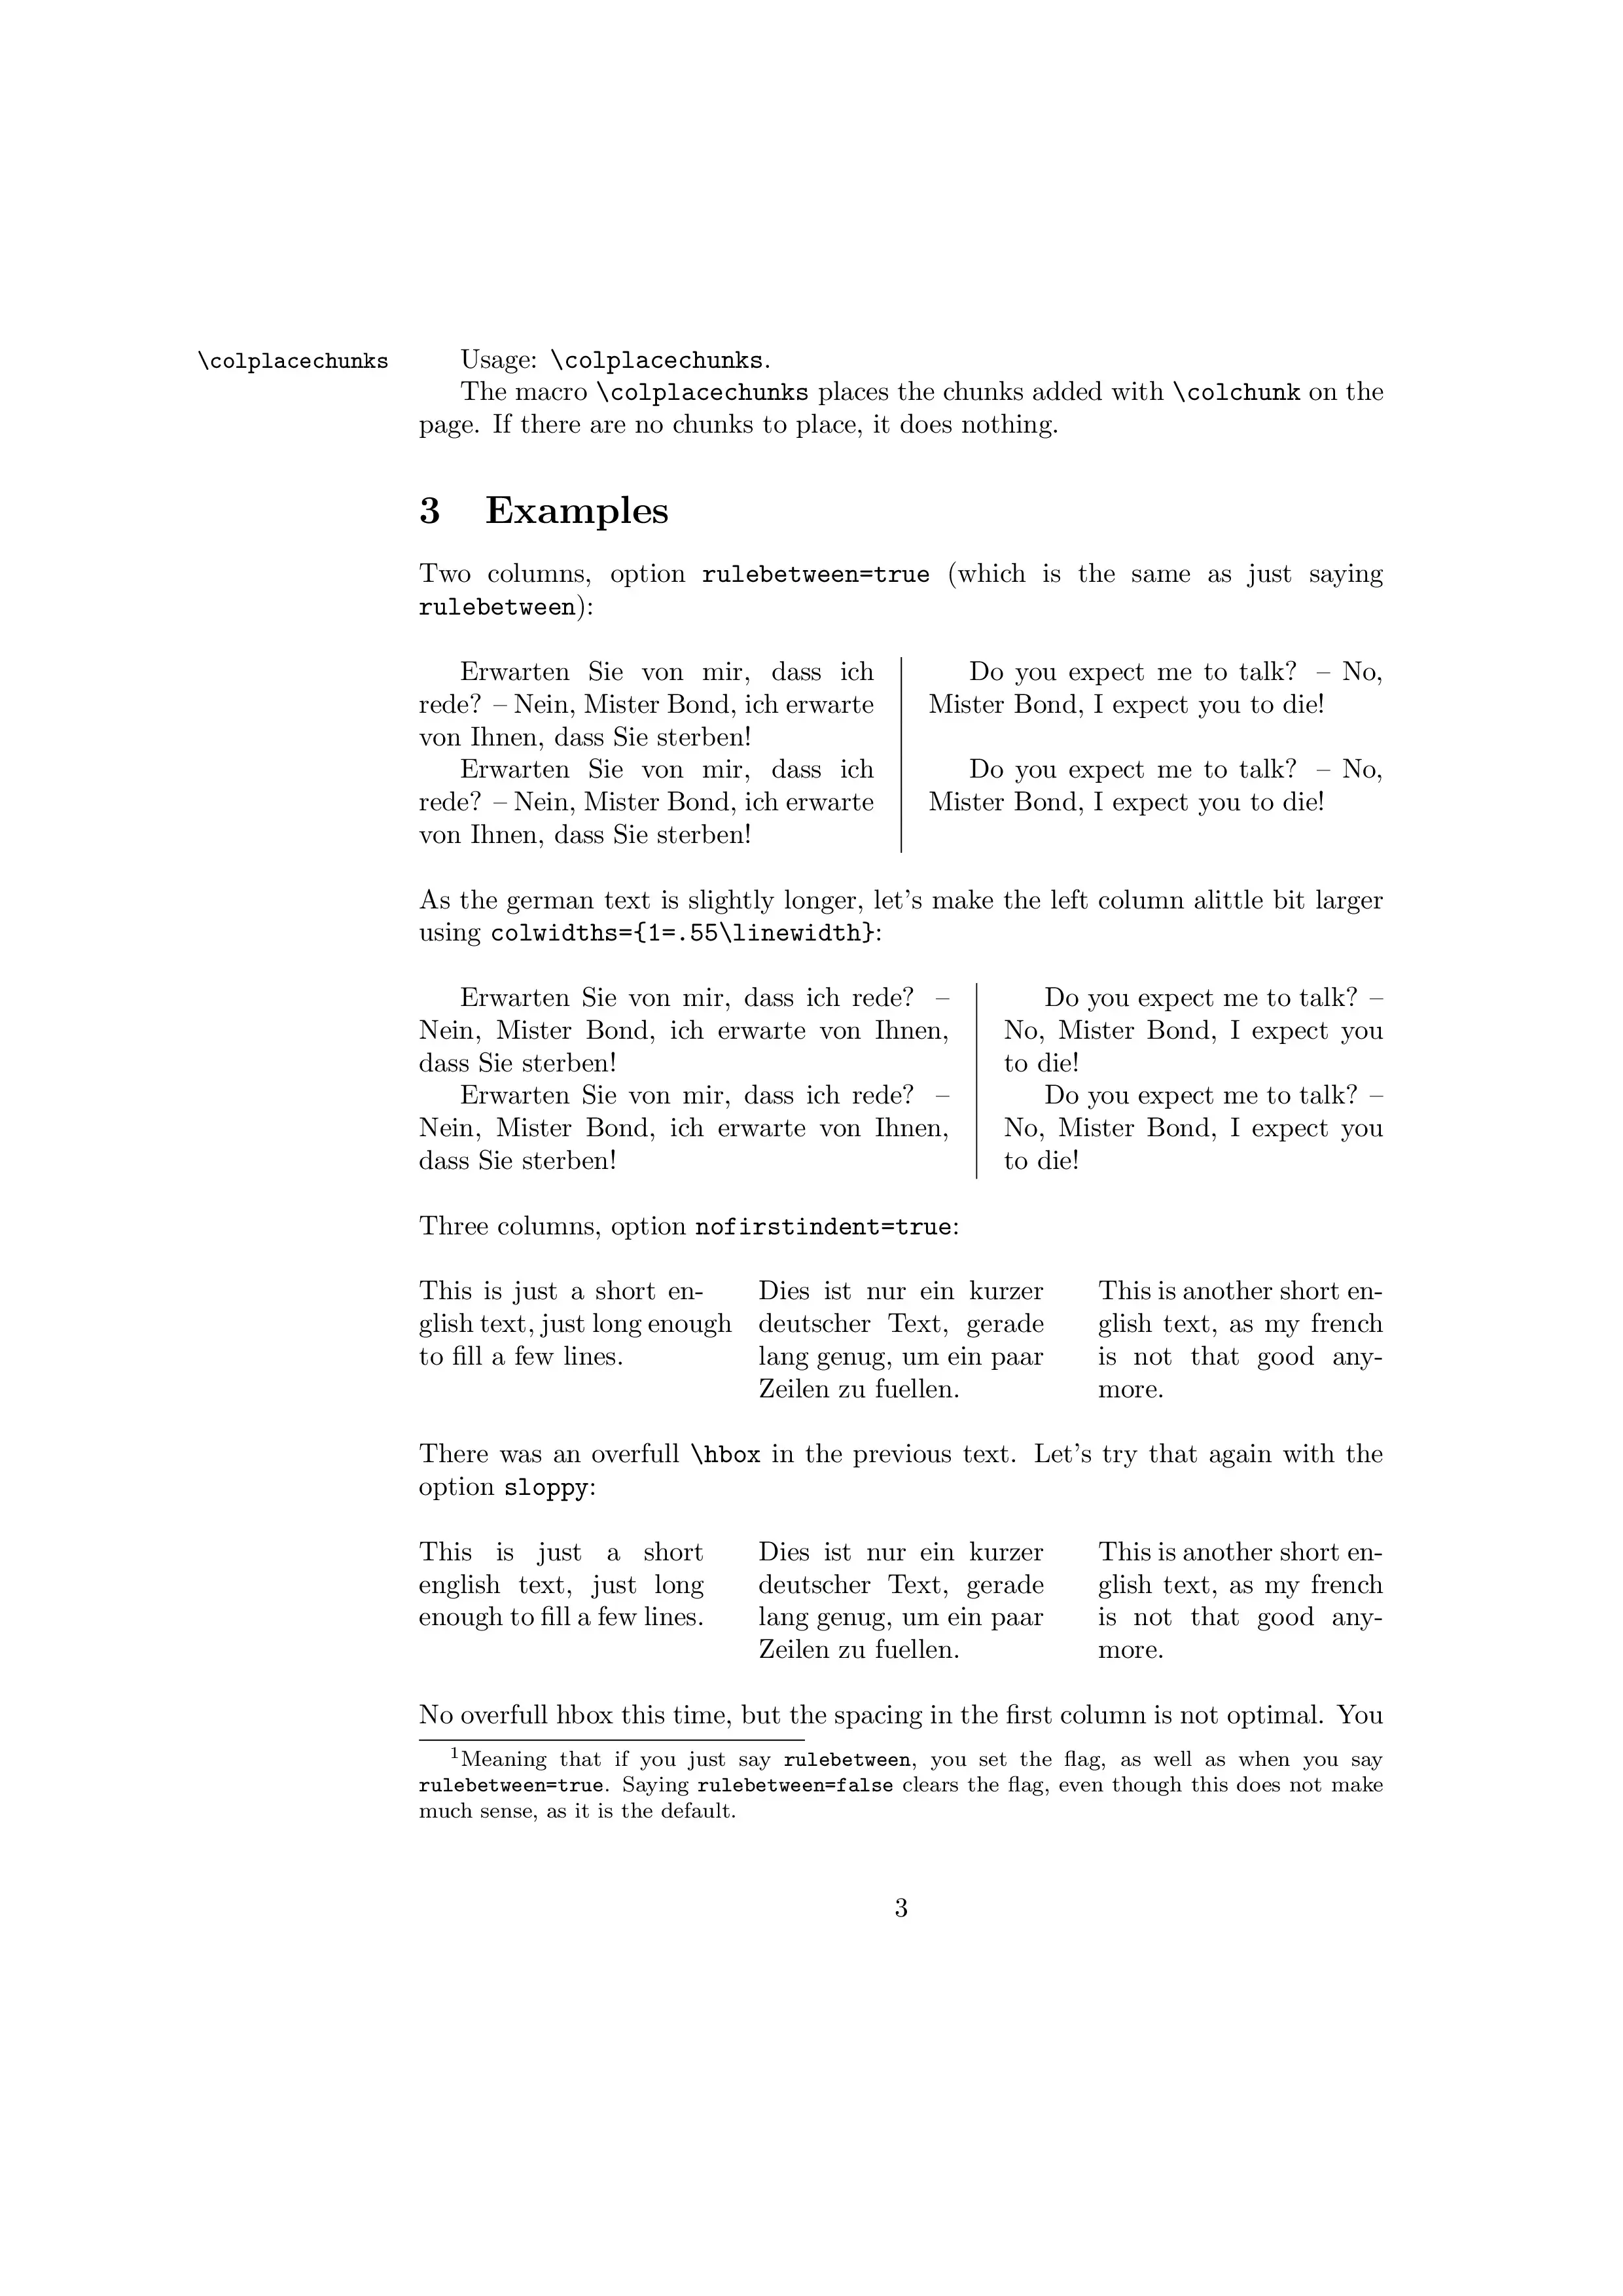 \colplacechunks Usage: \colplacechunks.
The macro \colplacechunks places the chunks added with \colchunk on the
page. If there are no chunks to place, it does nothing.
3 Examples
Two columns, option rulebetween=true (which is the same as just saying
rulebetween):
Erwarten Sie von mir, dass ich
rede? – Nein, Mister Bond, ich erwarte
von Ihnen, dass Sie sterben!
Erwarten Sie von mir, dass ich
rede? – Nein, Mister Bond, ich erwarte
von Ihnen, dass Sie sterben!
Do you expect me to talk? – No,
Mister Bond, I expect you to die!
Do you expect me to talk? – No,
Mister Bond, I expect you to die!
As the german text is slightly longer, let's make the left column alittle bit larger
using colwidths={1=.55\linewidth}:
Erwarten Sie von mir, dass ich rede? –
Nein, Mister Bond, ich erwarte von Ihnen,
dass Sie sterben!
Erwarten Sie von mir, dass ich rede? –
Nein, Mister Bond, ich erwarte von Ihnen,
dass Sie sterben!
Do you expect me to talk? –
No, Mister Bond, I expect you
to die!
Do you expect me to talk? –
No, Mister Bond, I expect you
to die!
Three columns, option nofirstindent=true:
This is just a short en-
glish text, just long enough
to fill a few lines.
Dies ist nur ein kurzer
deutscher Text, gerade
lang genug, um ein paar
Zeilen zu fuellen.
This is another short en-
glish text, as my french
is not that good any-
more.
There was an overfull \hbox in the previous text. Let's try that again with the
option sloppy:
This is just a short
english text, just long
enough to fill a few lines.
Dies ist nur ein kurzer
deutscher Text, gerade
lang genug, um ein paar
Zeilen zu fuellen.
This is another short en-
glish text, as my french
is not that good any-
more.
No overfull hbox this time, but the spacing in the first column is not optimal. You
1Meaning that if you just say rulebetween, you set the flag, as well as when you say
rulebetween=true. Saying rulebetween=false clears the flag, even though this does not make
much sense, as it is the default.
3